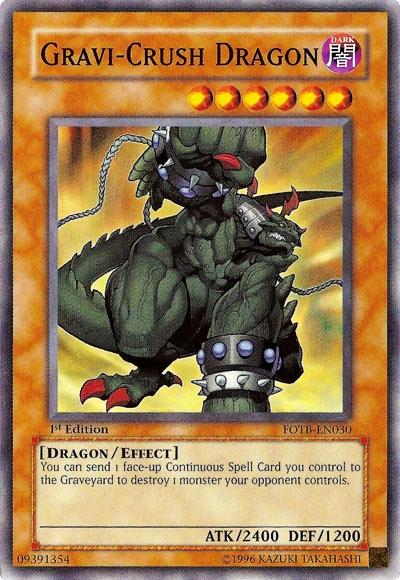 GRAVI-CRUSH DRAGON
DARK
闇
1st Edition
FOTB-EN030
[DRAGON/EFFECT]
You can send 1 face-up Continuous Spell Card you control to
the Graveyard to destroy 1 monster your opponent controls.
ATK/2400 DEF/1200
09391354
©1996 KAZUKI TAKAHASHI